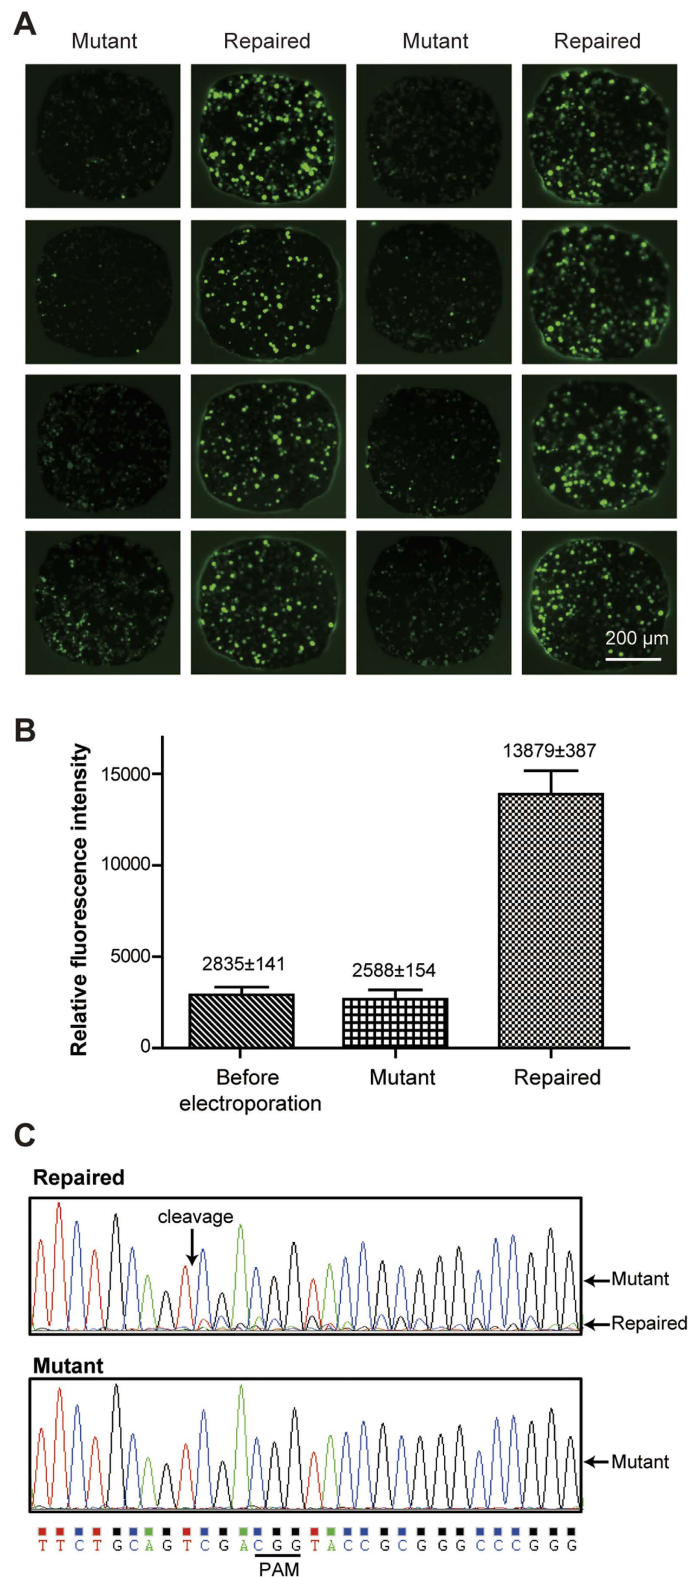 A
Mutant Repaired Mutant Repaired
200 µm
B
Relative fluorescence intensity
15000
10000
5000
0
2835±141
2588±154
13879±387
Before electroporation
Mutant
Repaired
C
Repaired
cleavage
Mutant
Repaired
Mutant
Mutant
T T C T G C A G T C G A C G G T A C C G C G G G C C C G G G
PAM